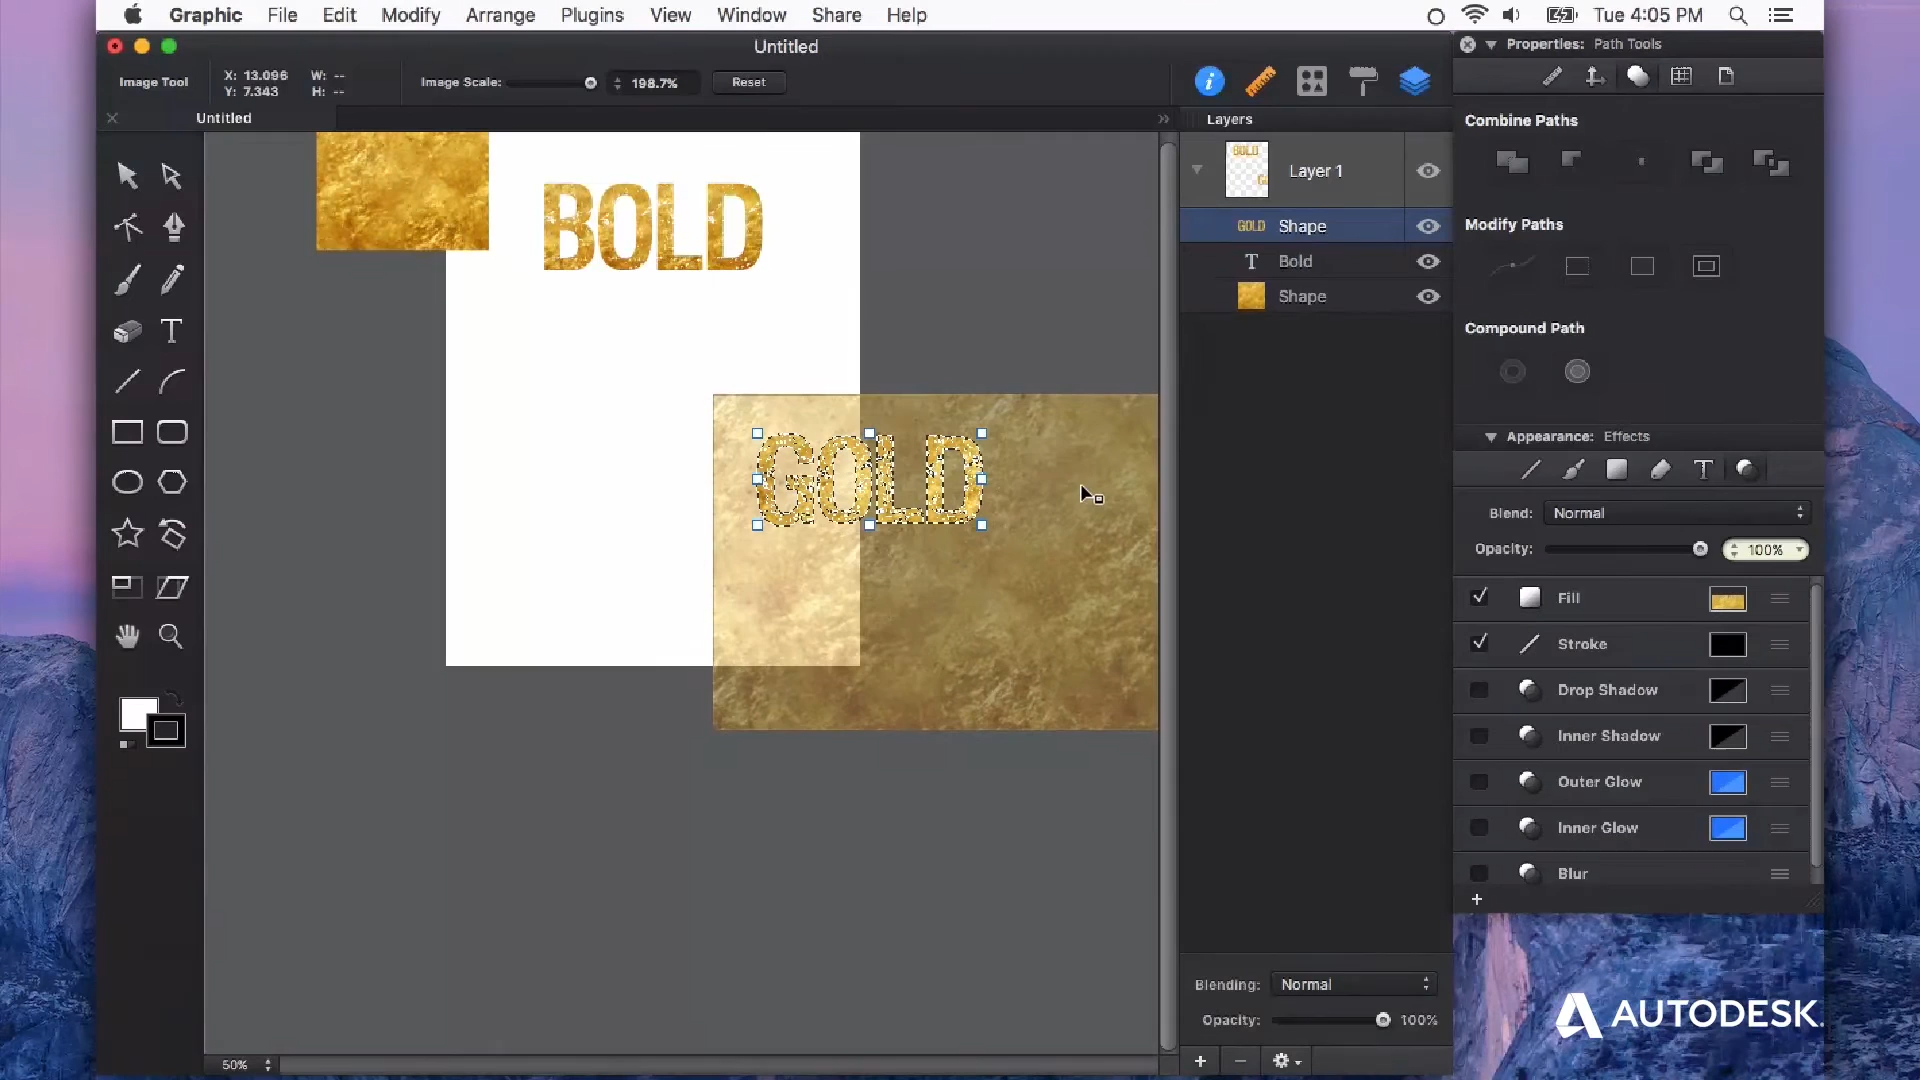 Graphic File Edit Modify Arrange Plugins View Window Share Help Tue 4:05 PM
Untitled
Image Tool X: 13.096 W: -- Image Scale: 198.7% Reset
Y: 7.343 H: --
Untitled
BOLD
GOLD
50%
Layers
BOLD
Layer 1
GOLD Shape
T Bold
Shape
Blending: Normal
Opacity: 100%
Properties: Path Tools
Combine Paths
Modify Paths
Compound Path
Appearance: Effects
Blend: Normal
Opacity: 100%
Fill
Stroke
Drop Shadow
Inner Shadow
Outer Glow
Inner Glow
Blur
AUTODESK.